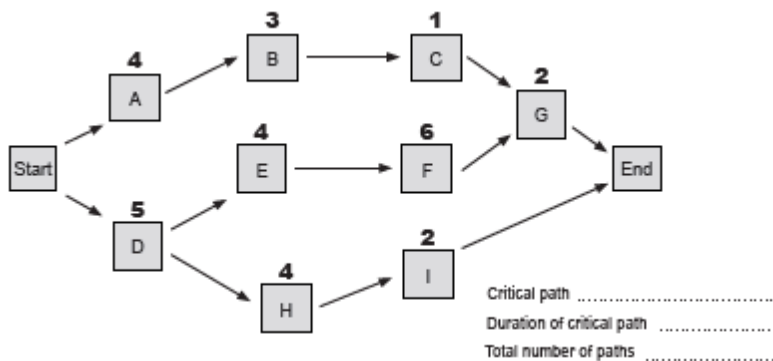 3
1
B
C
4
2
A
G
4
6
Start
E
F
End
5
D
2
4
I
H
Critical path ....................................
Duration of critical path .....................
Total number of paths ........................